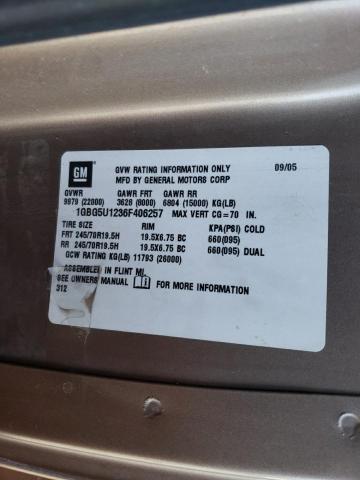 GM
GVW RATING INFORMATION ONLY 09/05
MFD BY GENERAL MOTORS CORP
GVWR GAWR FRT GAWR RR
9979 (22000) 3628 (8000) 6804 (15000) KG(LB)
1GBG5U1236F406257 MAX VERT CG = 70 IN.
TIRE SIZE RIM KPA(PSI) COLD
FRT 245/70R19.5H 19.5X6.75 BC 660(095)
RR 245/70R19.5H 19.5X6.75 BC 660(095) DUAL
GCW RATING KG(LB) 11793 (26000)
ASSEMBLED IN FLINT MI.
SEE OWNERS MANUAL FOR MORE INFORMATION
312